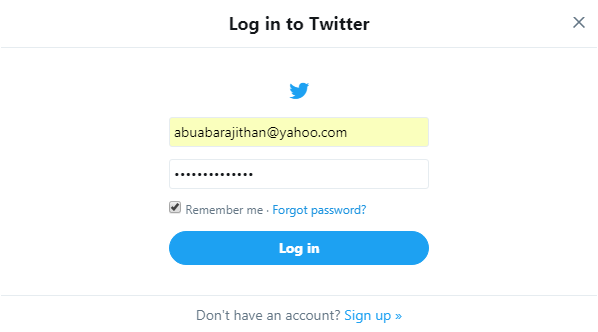 Log in to Twitter
abuabarajithan@yahoo.com
••••••••••••••
Remember me · Forgot password?
Log in
Don't have an account? Sign up »